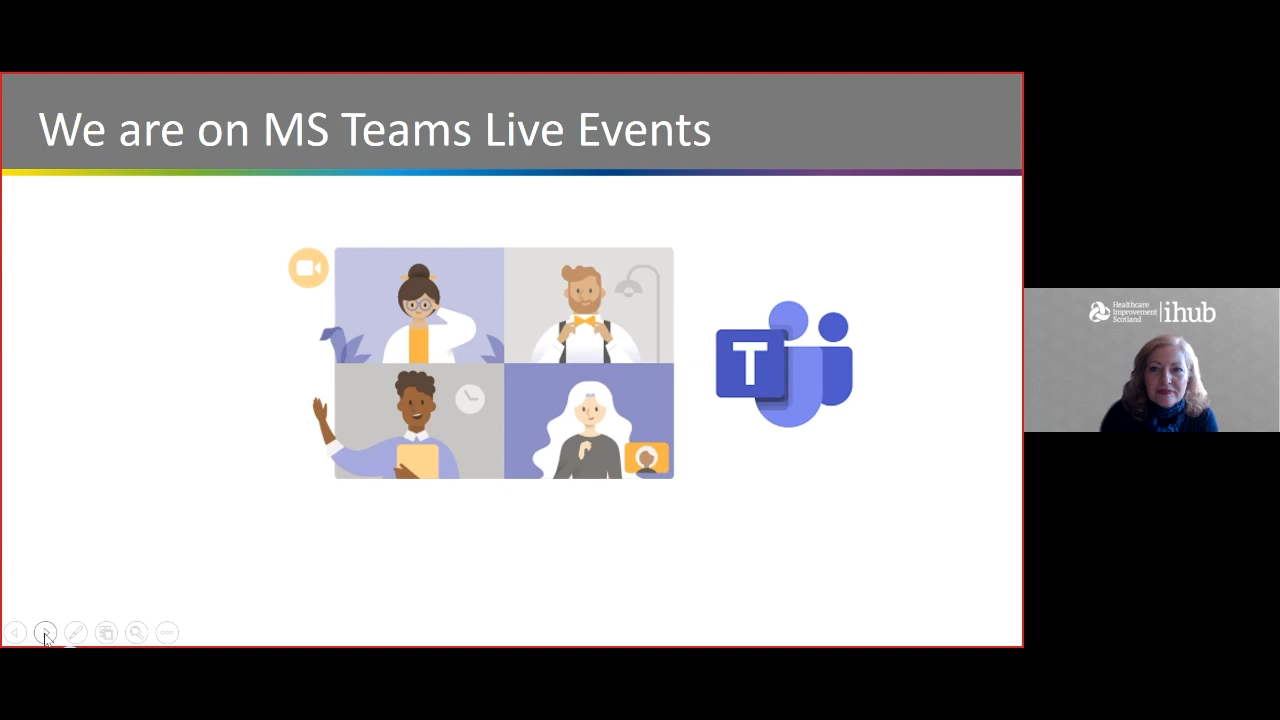 We are on MS Teams Live Events
T
Healthcare
Improvement
Scotland
ihub